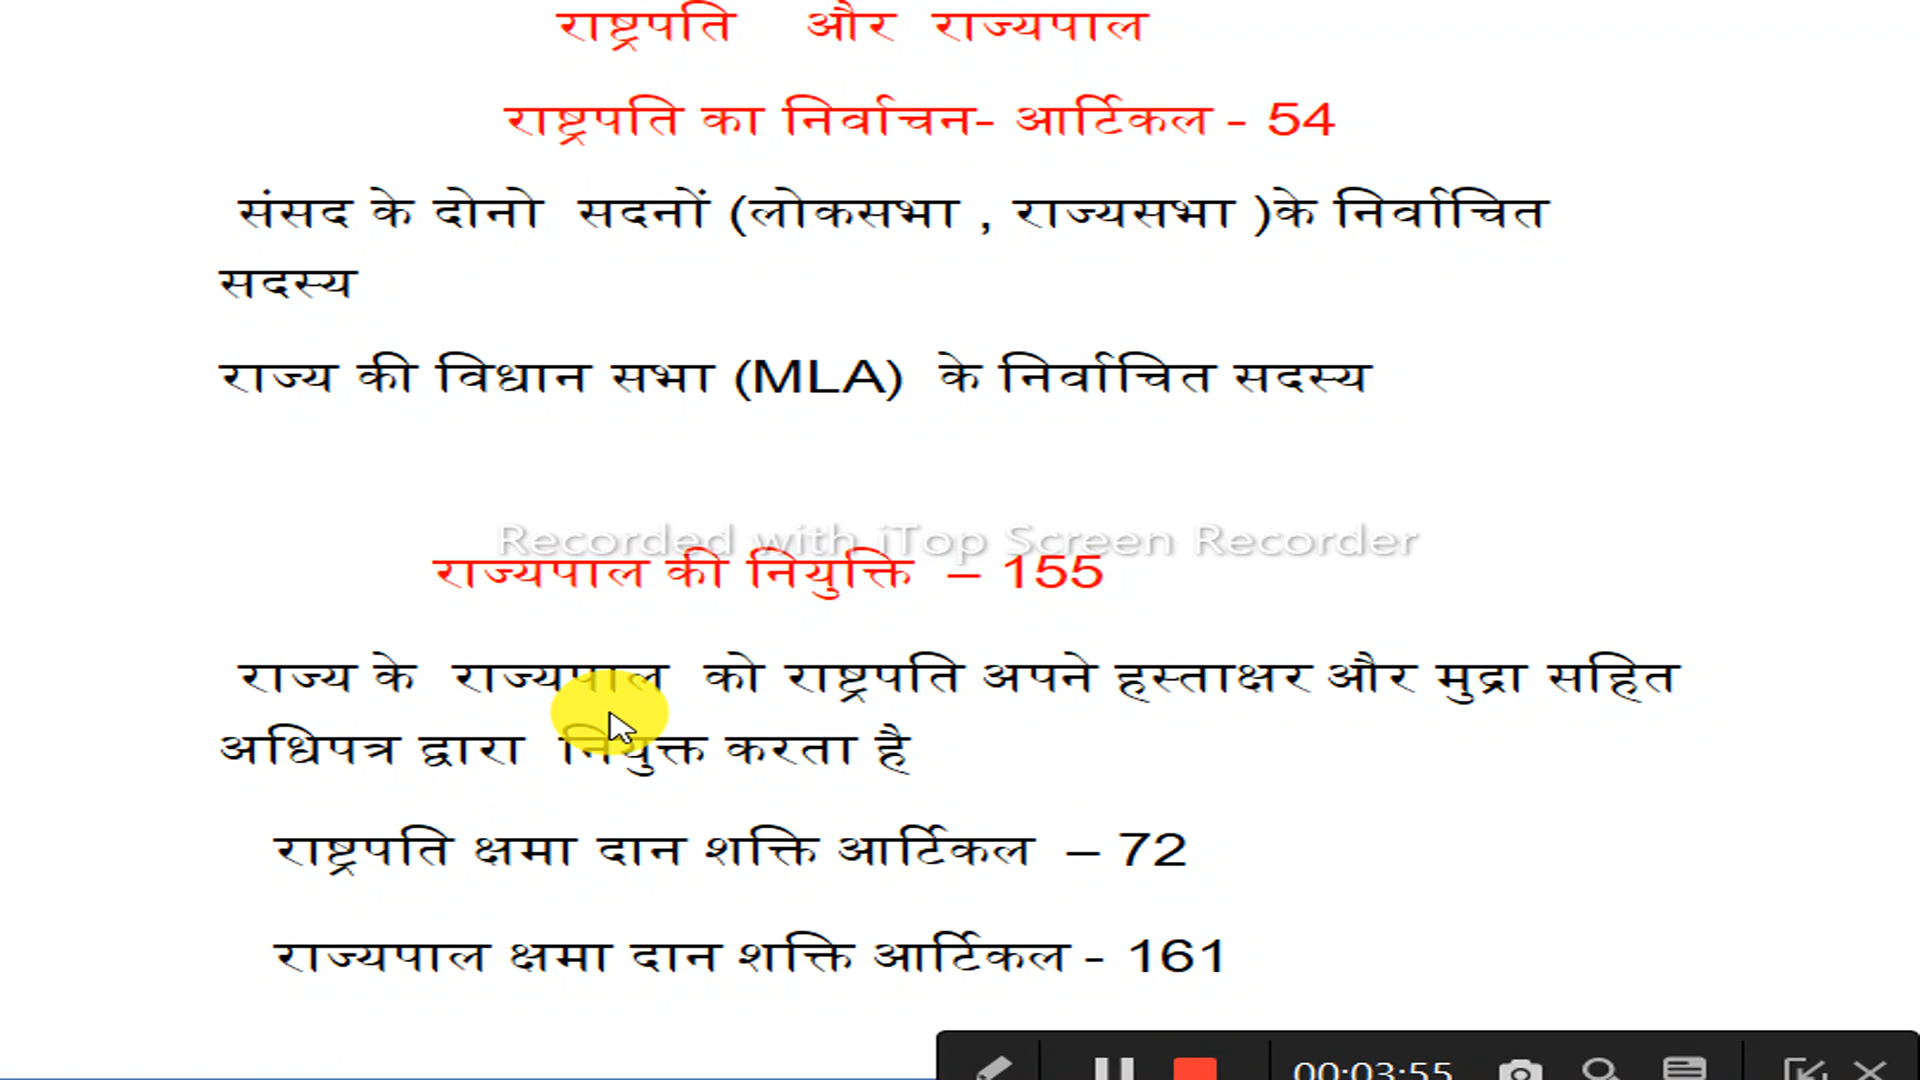 राष्ट्रपति और राज्यपाल
राष्ट्रपति का निर्वाचन- आर्टिकल - 54
संसद के दोनो सदनों (लोकसभा , राज्यसभा )के निर्वाचित
सदस्य
राज्य की विधान सभा (MLA) के निर्वाचित सदस्य
Recorded with iTop Screen Recorder
राज्यपाल की नियुक्ति – 155
राज्य के राज्यपाल को राष्ट्रपति अपने हस्ताक्षर और मुद्रा सहित
अधिपत्र द्वारा नियुक्त करता है
राष्ट्रपति क्षमा दान शक्ति आर्टिकल – 72
राज्यपाल क्षमा दान शक्ति आर्टिकल - 161
00:03:55